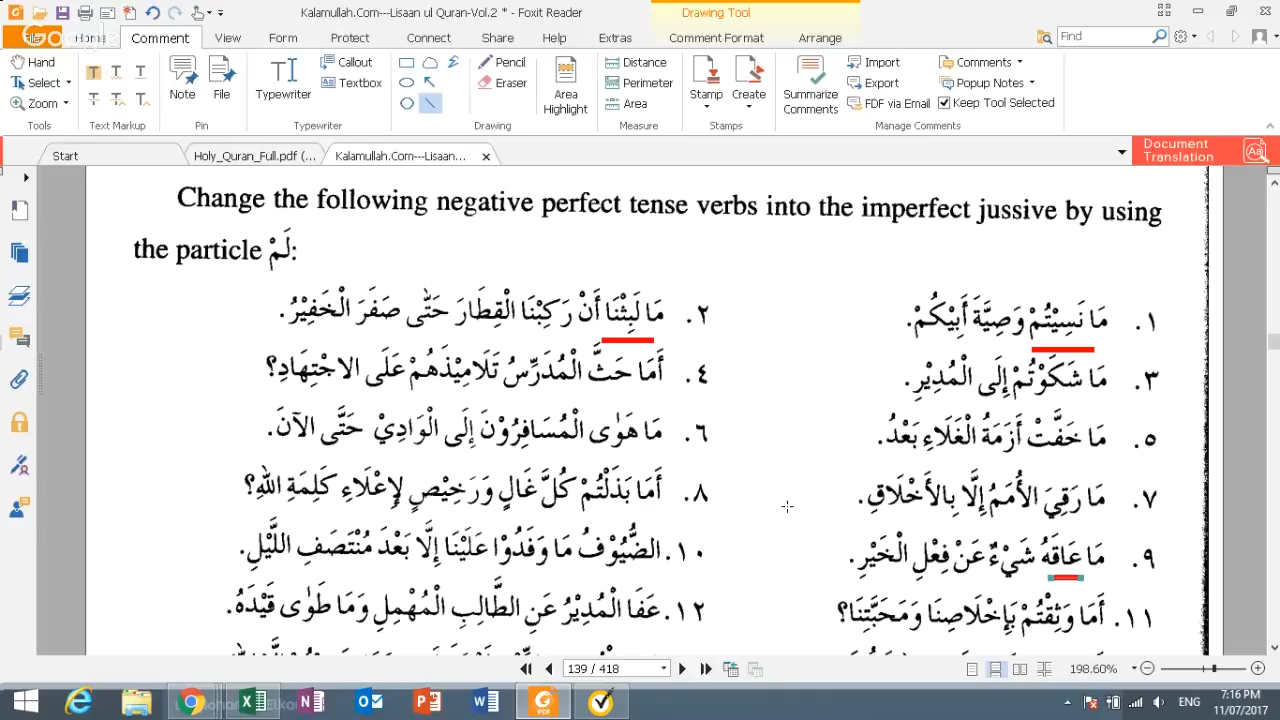 Kalamullah.Com---Lisaan ul Quran-Vol.2 * - Foxit Reader
Drawing Tool
Google
Home Comment View Form Protect Connect Share Help Extras Comment Format Arrange Find
Hand Select Zoom
Tools
T T T
Text Markup
Note File
Pin
Typewriter Callout Textbox
Typewriter
Pencil Eraser
Drawing
Area Highlight
Distance Perimeter Area
Measure
Stamp Create
Stamps
Summarize Comments
Import Export FDF via Email
Comments Popup Notes Keep Tool Selected
Manage Comments
Start Holy_Quran_Full.pdf (... Kalamullah.Com---Lisaan...
Document Translation
Change the following negative perfect tense verbs into the imperfect jussive by using
the particle لَمْ:
١. مَا نَسِيْتُمْ وَصِيَّةَ أَبِيْكُمْ.
٢. مَا لَبِثْنَا أَنْ رَكِبْنَا الْقِطَارَ حَتّٰى صَفَرَ الْخَفِيْرُ.
٣. مَا شَكَوْتُمْ إِلَى الْمُدِيْرِ.
٤. أَمَا حَثَّ الْمُدَرِّسُ تَلَامِيْذَهُمْ عَلَى الاجْتِهَادِ؟
٥. مَا خَفَّتْ أَزَمَةُ الْغَلَاءِ بَعْدُ.
٦. مَا هَوٰى الْمُسَافِرُوْنَ إِلَى الْوَادِيْ حَتَّى الآنَ.
٧. مَا رَقِيَ الأُمَمُ إِلَّا بِالأَخْلَاقِ.
٨. أَمَا بَذَلْتُمْ كُلَّ غَالٍ وَرَخِيْصٍ لِإِعْلَاءِ كَلِمَةِ اللهِ؟
٩. مَا عَاقَهُ شَيْءٌ عَنْ فِعْلِ الْخَيْرِ.
١٠. الضُّيُوْفُ مَا وَفَدُوْا عَلَيْنَا إِلَّا بَعْدَ مُنْتَصَفِ اللَّيْلِ.
١١. أَمَا وَثِقْتُمْ بِإِخْلَاصِنَا وَمَحَبَّتِنَا؟
١٢. عَفَا الْمُدِيْرُ عَنِ الطَّالِبِ الْمُهْمِلِ وَمَا طَوٰى قَيْدَهُ.
139 / 418
198.60%
ENG
7:16 PM
11/07/2017